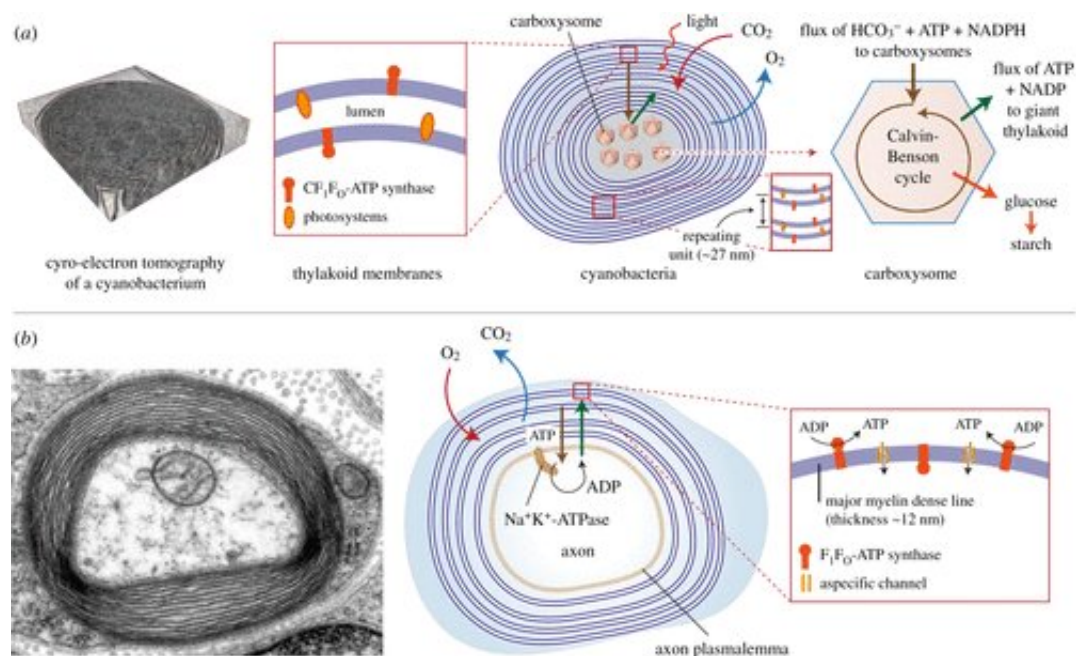 (a)
cyro-electron tomography
of a cyanobacterium
lumen
CF₁F₀-ATP synthase
photosystems
thylakoid membranes
carboxysome
light
CO₂
O₂
repeating
unit (~27 nm)
cyanobacteria
flux of HCO₃⁻ + ATP + NADPH
to carboxysomes
flux of ATP
+ NADP
to giant
thylakoid
Calvin-
Benson
cycle
glucose
starch
carboxysome
(b)
CO₂
O₂
ATP
ADP
Na⁺K⁺-ATPase
axon
axon plasmalemma
ADP
ATP
ATP
ADP
major myelin dense line
(thickness ~12 nm)
F₁F₀-ATP synthase
aspecific channel